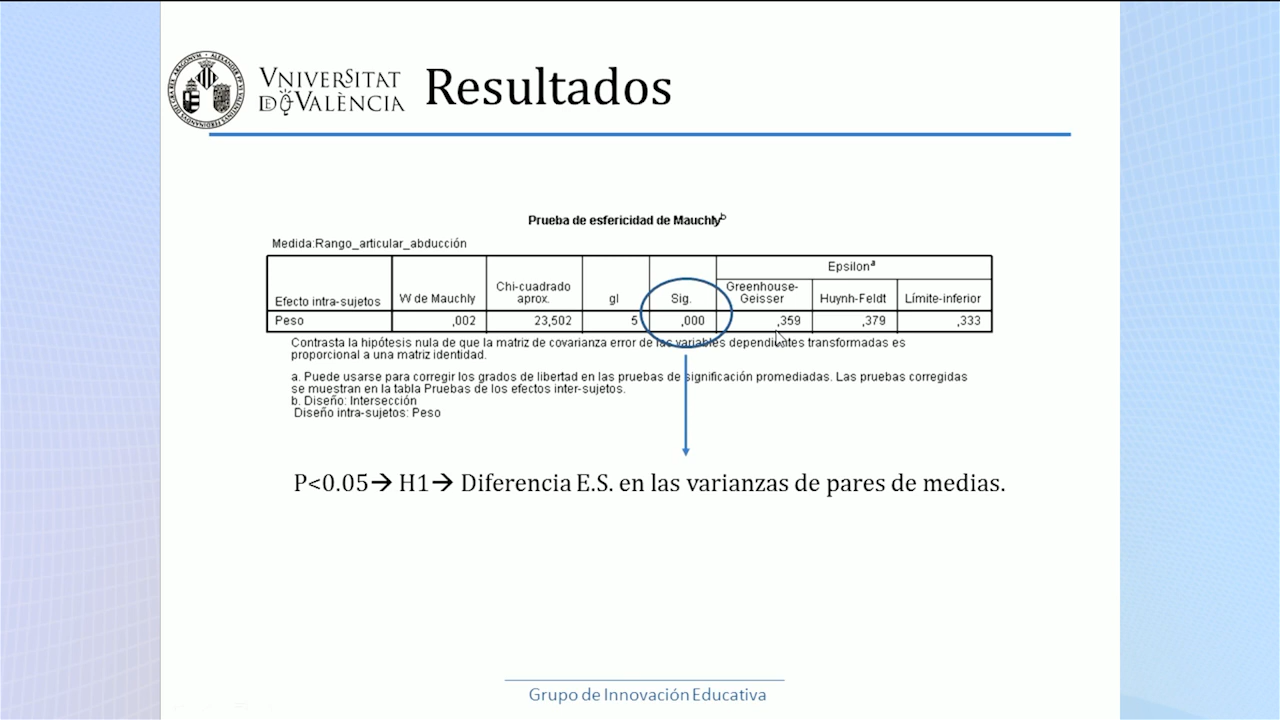 VNIVERSITAT
D VALÈNCIA
Resultados
Prueba de esfericidad de Mauchlyb
Medida:Rango_articular_abducción
Efecto intra-sujetos
W de Mauchly
Chi-cuadrado
aprox.
gl
Sig.
Epsilona
Greenhouse-
Geisser
Huynh-Feldt
Límite-inferior
Peso ,002 23,502 5 ,000 ,359 ,379 ,333
Contrasta la hipótesis nula de que la matriz de covarianza error de las variables dependientes transformadas es
proporcional a una matriz identidad.
a. Puede usarse para corregir los grados de libertad en las pruebas de significación promediadas. Las pruebas corregidas
se muestran en la tabla Pruebas de los efectos inter-sujetos.
b. Diseño: Intersección
Diseño intra-sujetos: Peso
P<0.05→ H1→ Diferencia E.S. en las varianzas de pares de medias.
Grupo de Innovación Educativa